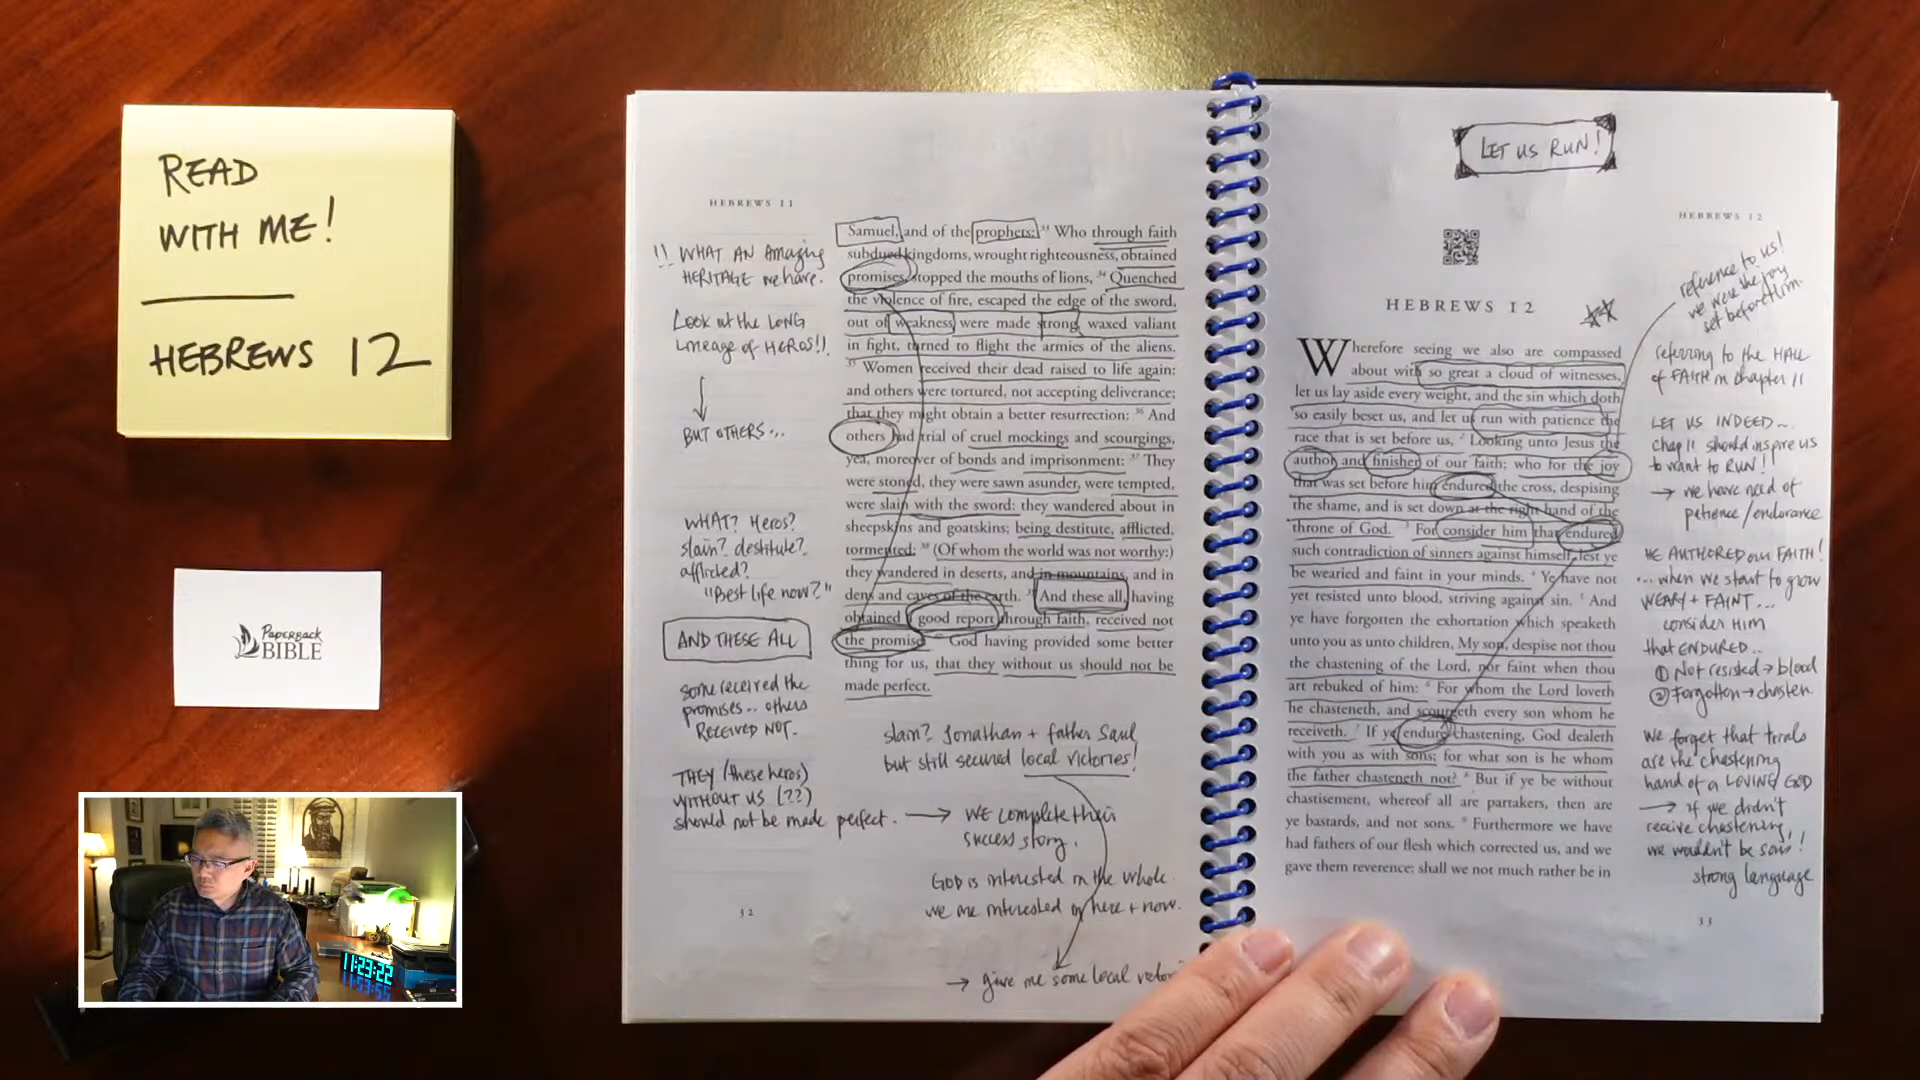 READ
WITH ME!
HEBREWS 12
Paperback
BIBLE
11:23:22
HEBREWS 11
!! WHAT AN Amazing
HERITAGE we have.
Look at the LONG
Lineage of HEROS!!
BUT OTHERS...
WHAT? Heros?
slain? destitute?
afflicted?
"Best life now?"
AND THESE ALL
some received the
promises.. others
RECEIVED NOT.
THEY (these heros)
WITHOUT US (??)
should not be made perfect. → WE complete their
success story.
Samuel, and of the prophets: 33 Who through faith
subdued kingdoms, wrought righteousness, obtained
promises, stopped the mouths of lions, 34 Quenched
the violence of fire, escaped the edge of the sword,
out of weakness were made strong, waxed valiant
in fight, turned to flight the armies of the aliens.
35 Women received their dead raised to life again:
and others were tortured, not accepting deliverance;
that they might obtain a better resurrection: 36 And
others had trial of cruel mockings and scourgings,
yea, moreover of bonds and imprisonment: 37 They
were stoned, they were sawn asunder, were tempted,
were slain with the sword: they wandered about in
sheepskins and goatskins; being destitute, afflicted,
tormented; 38 (Of whom the world was not worthy:)
they wandered in deserts, and in mountains, and in
dens and caves of the earth. 39 And these all, having
obtained good report through faith, received not
the promise: 40 God having provided some better
thing for us, that they without us should not be
made perfect.
slain? Jonathan + father Saul
but still secured local victories!
GOD is interested in the whole
we are interested in here + now.
→ give me some local
32
LET US RUN!
HEBREWS 12
HEBREWS 12
Wherefore seeing we also are compassed
about with so great a cloud of witnesses,
let us lay aside every weight, and the sin which doth
so easily beset us, and let us run with patience the
race that is set before us, 2 Looking unto Jesus the
author and finisher of our faith; who for the joy
that was set before him endured the cross, despising
the shame, and is set down at the right hand of the
throne of God. 3 For consider him that endured
such contradiction of sinners against himself, lest ye
be wearied and faint in your minds. 4 Ye have not
yet resisted unto blood, striving against sin. 5 And
ye have forgotten the exhortation which speaketh
unto you as unto children, My son, despise not thou
the chastening of the Lord, nor faint when thou
art rebuked of him: 6 For whom the Lord loveth
he chasteneth, and scourgeth every son whom he
receiveth. 7 If ye endure chastening, God dealeth
with you as with sons; for what son is he whom
the father chasteneth not? 8 But if ye be without
chastisement, whereof all are partakers, then are
ye bastards, and not sons. 9 Furthermore we have
had fathers of our flesh which corrected us, and we
gave them reverence: shall we not much rather be in
reference to us!
we were the joy
set before Him.
referring to the HALL
of FAITH in chapter 11
LET US INDEED~
Chap 11 should inspire us
to want to RUN!
→ we have need of
patience/endurance
HE AUTHORED our FAITH!
...when we start to grow
WEARY + FAINT...
consider HIM
that ENDURED..
① Not resisted → blood
② Forgotten → chasten
We forget that trials
are the chastening
hand of a LOVING GOD
→ if we didn't
receive chastening,
we wouldn't be sons!
strong language
33